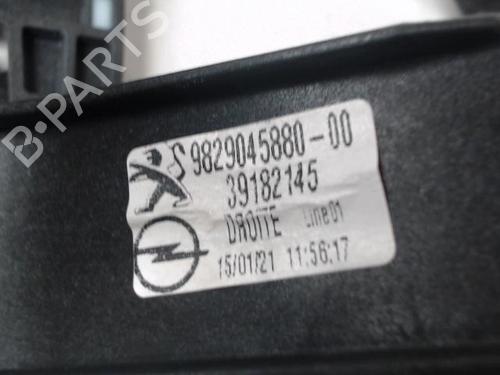 S 9829045880-00
39182145
DROITE Line01
15/01/21 11:56:17
B-PARTS